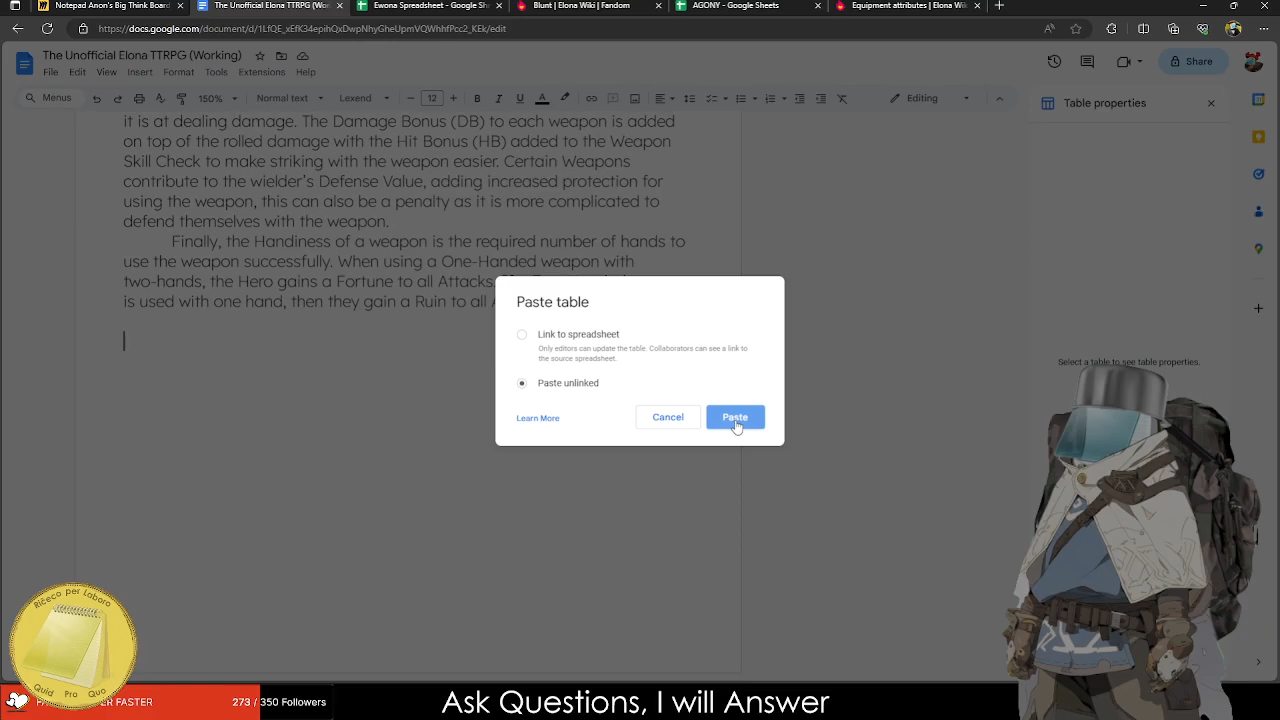 Notepad Anon's Big Think Board
The Unofficial Elona TTRPG (Wor
Ewona Spreadsheet - Google She
Blunt | Elona Wiki | Fandom
AGONY - Google Sheets
Equipment attributes | Elona Wik
https://docs.google.com/document/d/1LfQE_xEfK34epihQxDwpNhyGheUpmVQWhhfPcc2_KEk/edit
The Unofficial Elona TTRPG (Working)
File Edit View Insert Format Tools Extensions Help
Share
Menus 150% Normal text Lexend 12 Editing
Table properties
it is at dealing damage. The Damage Bonus (DB) to each weapon is added
on top of the rolled damage with the Hit Bonus (HB) added to the Weapon
Skill Check to make striking with the weapon easier. Certain Weapons
contribute to the wielder's Defense Value, adding increased protection for
using the weapon, this can also be a penalty as it is more complicated to
defend themselves with the weapon.
Finally, the Handiness of a weapon is the required number of hands to
use the weapon successfully. When using a One-Handed weapon with
two-hands, the Hero gains a Fortune to all Attacks.
is used with one hand, then they gain a Ruin to all
Paste table
Link to spreadsheet
Only editors can update the table. Collaborators can see a link to
the source spreadsheet.
Paste unlinked
Learn More
Cancel
Paste
Select a table to see table properties.
Riĉeco per Laboro
Quid Pro Quo
FASTER
273 / 350 Followers
Ask Questions, I will Answer